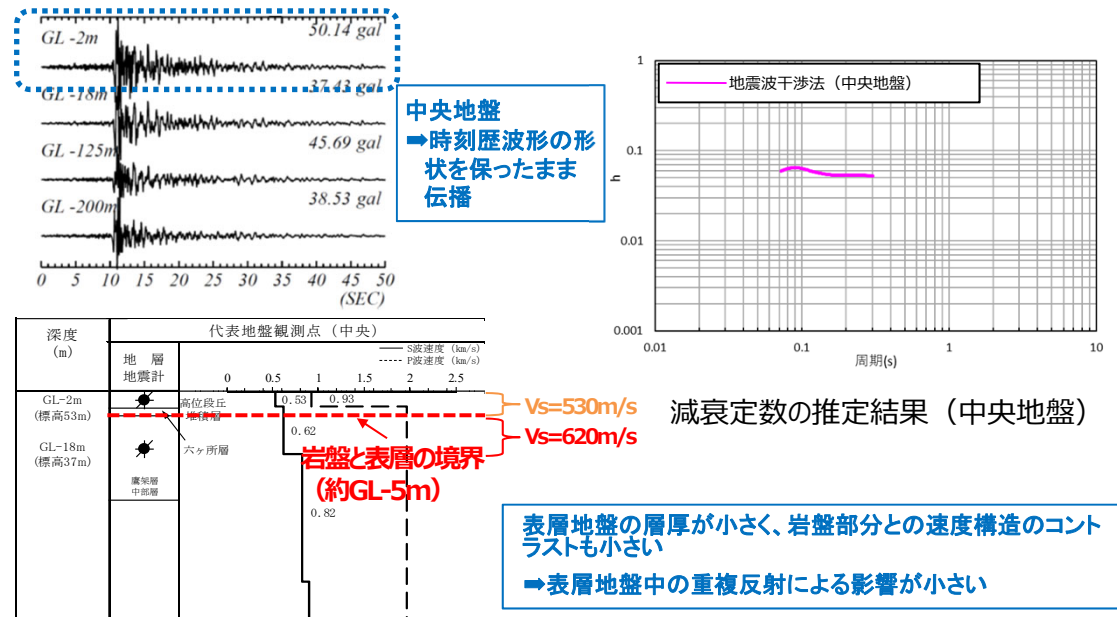 GL -2m
50.14 gal
GL -18m
37.43 gal
GL -125m
45.69 gal
GL -200m
38.53 gal
0 5 10 15 20 25 30 35 40 45 50
(SEC)
中央地盤
➡時刻歴波形の形
状を保ったまま
伝播
1
0.1
0.01
0.001
h
地震波干渉法（中央地盤）
0.01 0.1 1 10
周期(s)
減衰定数の推定結果（中央地盤）
深度
(m)
代表地盤観測点（中央）
地 層
地震計
S波速度 (km/s)
P波速度 (km/s)
0 0.5 1 1.5 2 2.5
GL-2m
(標高53m)
高位段丘
堆積層
0.53
0.93
GL-18m
(標高37m)
六ヶ所層
0.62
鷹架層
中部層
0.82
岩盤と表層の境界
（約GL-5m）
Vs=530m/s
Vs=620m/s
表層地盤の層厚が小さく、岩盤部分との速度構造のコント
ラストも小さい
➡表層地盤中の重複反射による影響が小さい